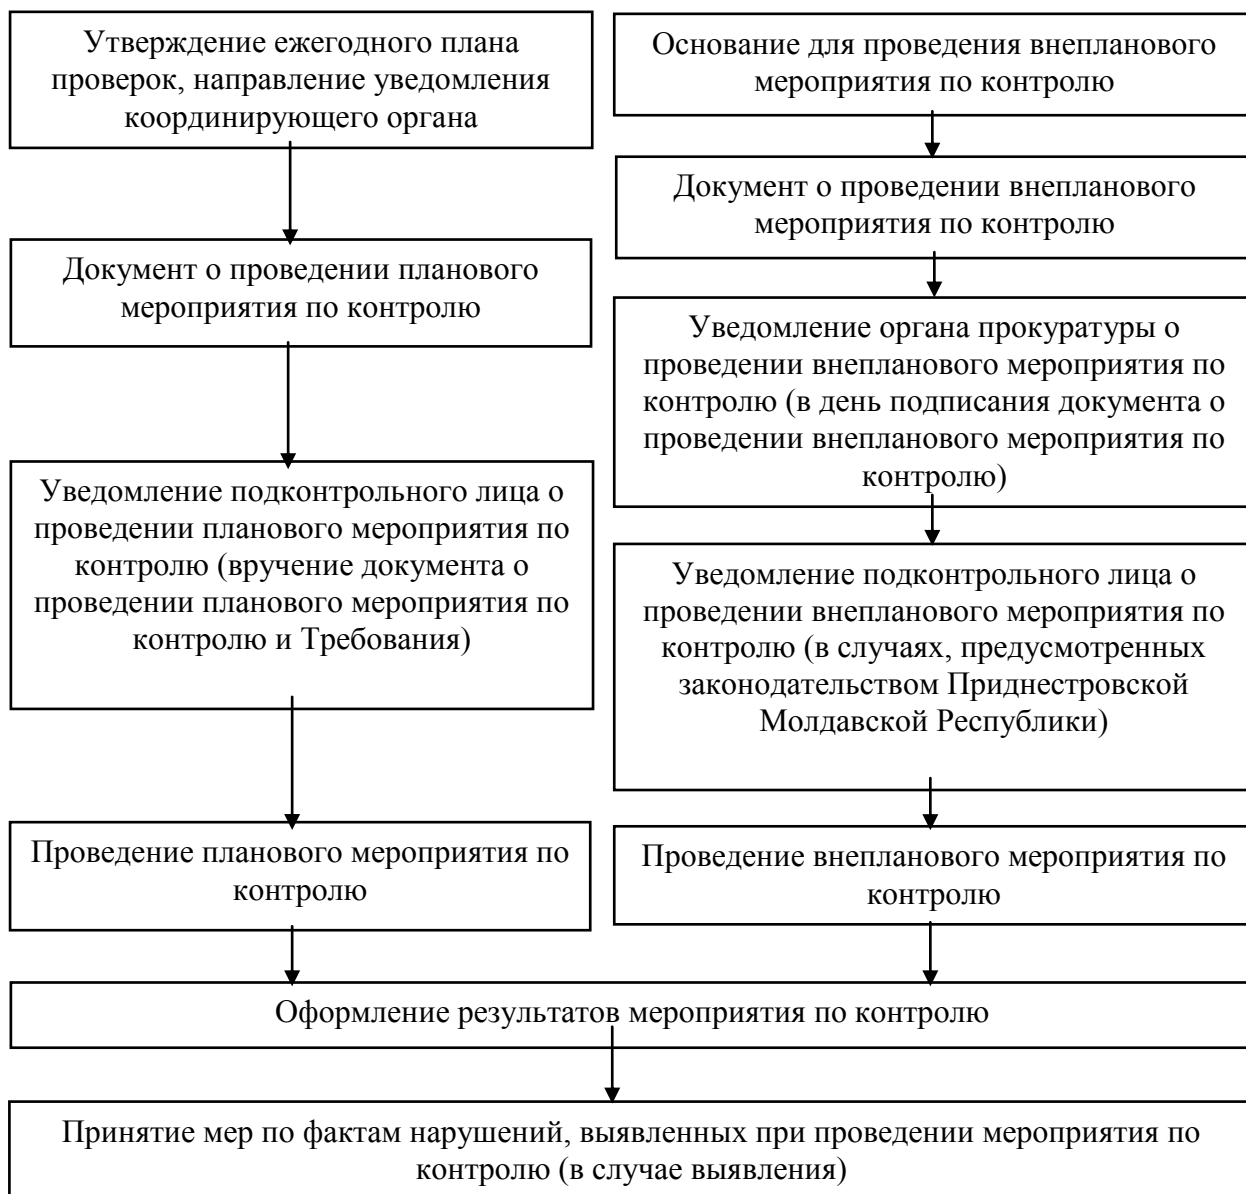 Утверждение ежегодного плана
проверок, направление уведомления
координирующего органа
Документ о проведении планового
мероприятия по контролю
Уведомление подконтрольного лица о
проведении планового мероприятия по
контролю (вручение документа о
проведении планового мероприятия по
контролю и Требования)
Проведение планового мероприятия по
контролю
Основание для проведения внепланового
мероприятия по контролю
Документ о проведении внепланового
мероприятия по контролю
Уведомление органа прокуратуры о
проведении внепланового мероприятия по
контролю (в день подписания документа о
проведении внепланового мероприятия по
контролю)
Уведомление подконтрольного лица о
проведении внепланового мероприятия по
контролю (в случаях, предусмотренных
законодательством Приднестровской
Молдавской Республики)
Проведение внепланового мероприятия по
контролю
Оформление результатов мероприятия по контролю
Принятие мер по фактам нарушений, выявленных при проведении мероприятия по
контролю (в случае выявления)